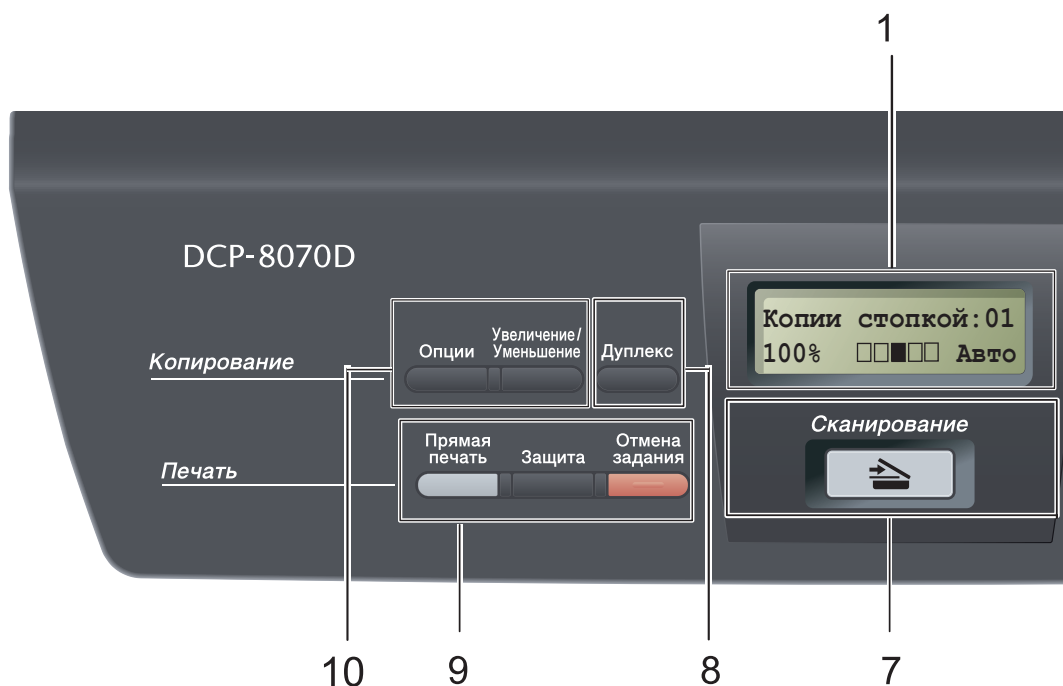 1
DCP-8070D
Копии стопкой:01
100% Авто
Копирование
Опции
Увеличение/
Уменьшение
Дуплекс
Сканирование
Печать
Прямая
печать
Защита
Отмена
задания
10
9
8
7